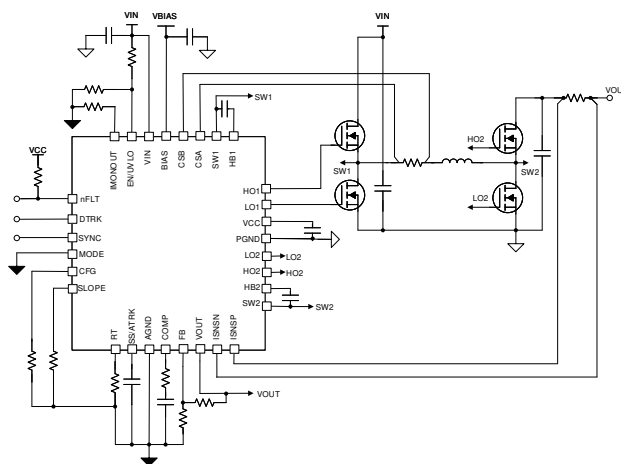 VIN
VBIAS
VIN
SW1
VOU
HO2
SW1
SW2
LO2
VCC
IMONOUT
EN/UVLO
VIN
BIAS
CSB
CSA
SW1
HB1
nFLT
DTRK
SYNC
MODE
CFG
SLOPE
HO1
LO1
VCC
PGND
LO2
LO2
HO2
HO2
HB2
SW2
SW2
RT
SS/ATRK
AGND
COMP
FB
VOUT
ISNSN
ISNSP
VOUT